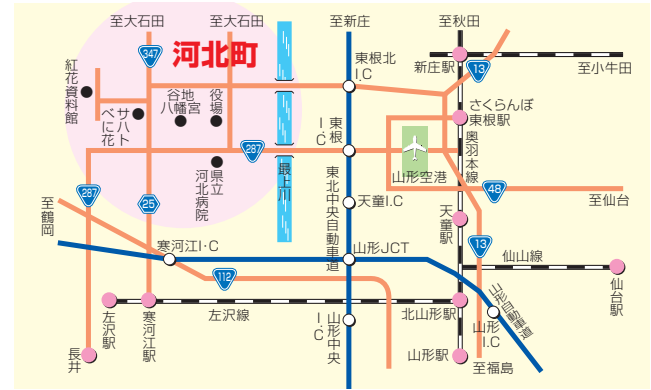 至大石田
至大石田
至新庄
至秋田
347
河北町
東根北
I.C
13
新庄駅
至小牛田
紅花資料館
サハト
べに花
谷地
八幡宮
役場
東根
I.C
さくらんぼ
東根駅
奥羽本線
287
県立
河北病院
最上川
山形空港
287
25
48
至仙台
至鶴岡
東北中央自動車道
天童I.C
天童駅
13
寒河江I・C
山形JCT
仙山線
仙台駅
112
左沢駅
寒河江駅
左沢線
山形中央
I.C
北山形駅
山形自動車道
山形
I.C
長井
山形駅
至福島